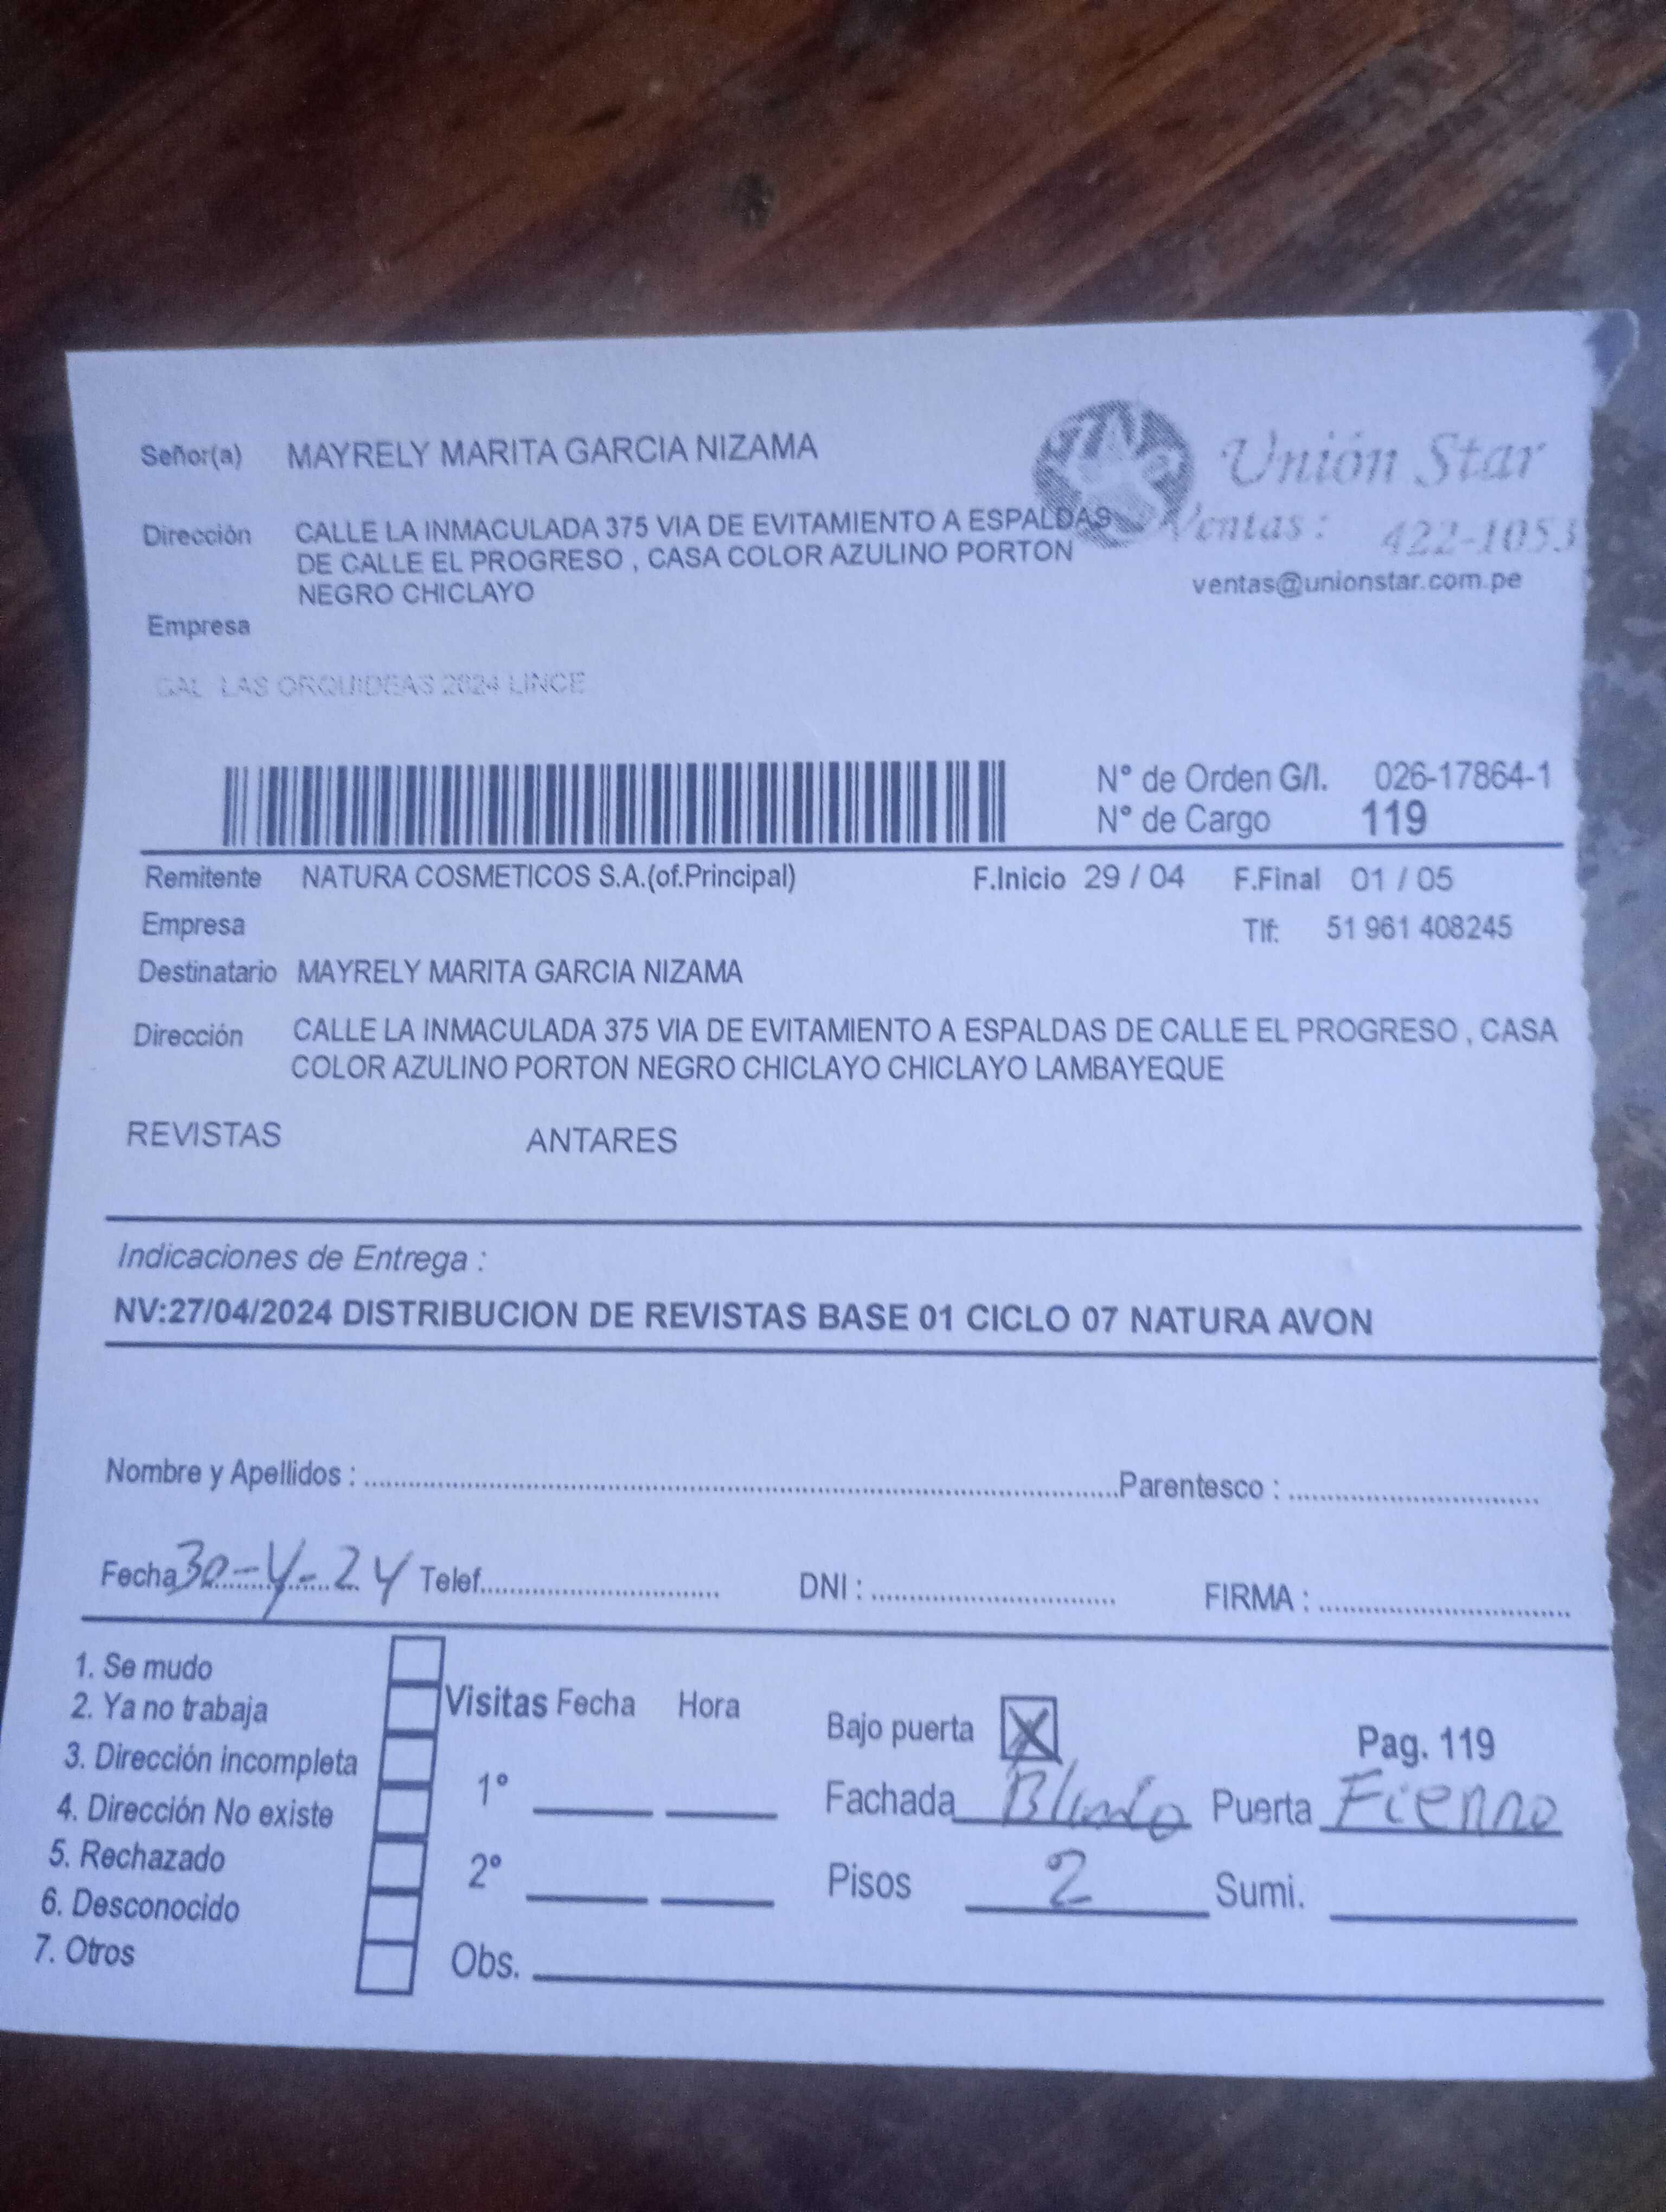 Señor(a) MAYRELY MARITA GARCIA NIZAMA
Unión Star
Dirección CALLE LA INMACULADA 375 VIA DE EVITAMIENTO A ESPALDAS
DE CALLE EL PROGRESO , CASA COLOR AZULINO PORTON
NEGRO CHICLAYO
Ventas : 422-1053
ventas@unionstar.com.pe
Empresa
CAL LAS ORQUIDEAS 2624 LINCE
N° de Orden G/I. 026-17864-1
N° de Cargo 119
Remitente NATURA COSMETICOS S.A.(of.Principal) F.Inicio 29 / 04 F.Final 01 / 05
Empresa Tlf: 51 961 408245
Destinatario MAYRELY MARITA GARCIA NIZAMA
Dirección CALLE LA INMACULADA 375 VIA DE EVITAMIENTO A ESPALDAS DE CALLE EL PROGRESO , CASA
COLOR AZULINO PORTON NEGRO CHICLAYO CHICLAYO LAMBAYEQUE
REVISTAS ANTARES
Indicaciones de Entrega :
NV:27/04/2024 DISTRIBUCION DE REVISTAS BASE 01 CICLO 07 NATURA AVON
Nombre y Apellidos : Parentesco :
Fecha 30-4-24 Telef. DNI : FIRMA :
1. Se mudo
2. Ya no trabaja
3. Dirección incompleta
4. Dirección No existe
5. Rechazado
6. Desconocido
7. Otros
Visitas Fecha Hora
1°
2°
Obs.
Bajo puerta X Pag. 119
Fachada Puerta Fierro
Pisos 2 Sumi.